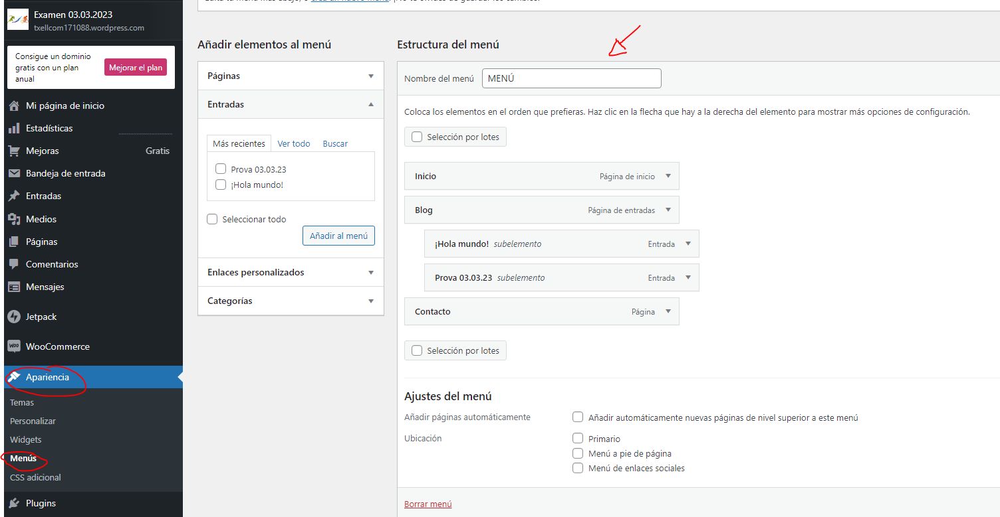 Examen 03.03.2023
txellcom171088.wordpress.com
Consigue un dominio
gratis con un plan
anual
Mejorar el plan
Mi página de inicio
Estadísticas
Mejoras Gratis
Bandeja de entrada
Entradas
Medios
Páginas
Comentarios
Mensajes
Jetpack
WooCommerce
Apariencia
Temas
Personalizar
Widgets
Menús
CSS adicional
Plugins
Añadir elementos al menú
Páginas
Entradas
Más recientes Ver todo Buscar
Prova 03.03.23
¡Hola mundo!
Seleccionar todo
Añadir al menú
Enlaces personalizados
Categorías
Estructura del menú
Nombre del menú MENÚ
Coloca los elementos en el orden que prefieras. Haz clic en la flecha que hay a la derecha del elemento para mostrar más opciones de configuración.
Selección por lotes
Inicio Página de inicio
Blog Página de entradas
¡Hola mundo! subelemento Entrada
Prova 03.03.23 subelemento Entrada
Contacto Página
Selección por lotes
Ajustes del menú
Añadir páginas automáticamente Añadir automáticamente nuevas páginas de nivel superior a este menú
Ubicación Primario
Menú a pie de página
Menú de enlaces sociales
Borrar menú